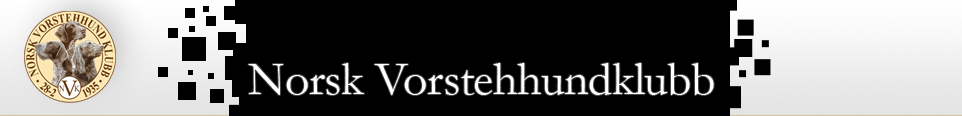 NORSK VORSTEHHUND KLUBB
· 28-2 1935 ·
NVK
Norsk Vorstehhundklubb